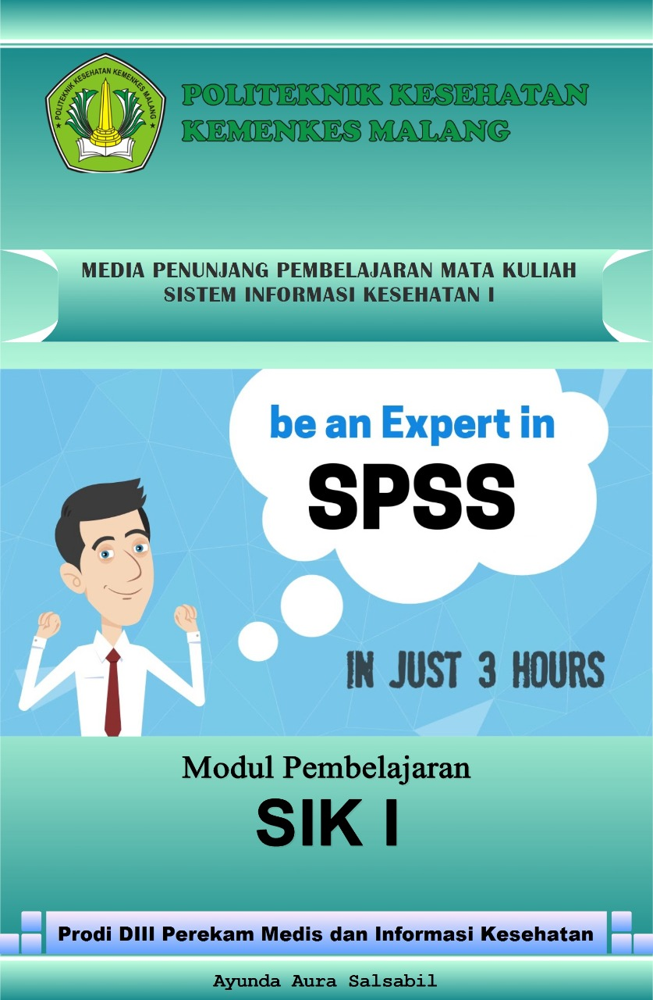 POLITEKNIK KESEHATAN KEMENKES MALANG
POLITEKNIK KESEHATAN
KEMENKES MALANG
MEDIA PENUNJANG PEMBELAJARAN MATA KULIAH
SISTEM INFORMASI KESEHATAN I
be an Expert in
SPSS
IN JUST 3 HOURS
Modul Pembelajaran
SIK I
Prodi DIII Perekam Medis dan Informasi Kesehatan
Ayunda Aura Salsabil